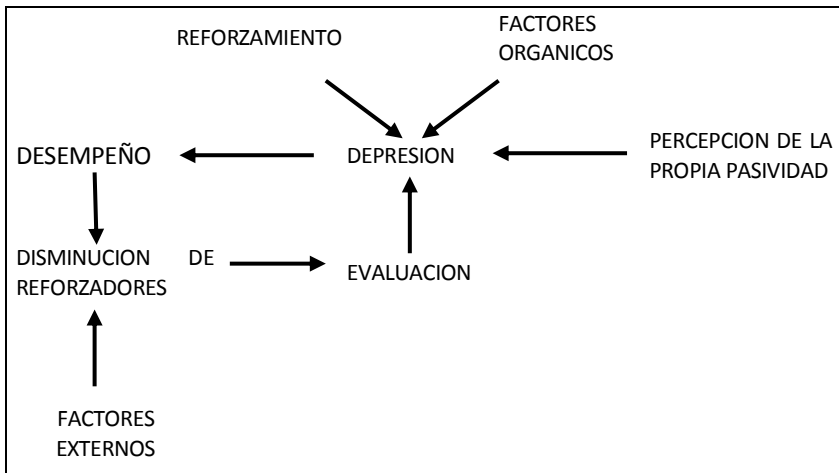 REFORZAMIENTO
FACTORES
ORGANICOS
DESEMPEÑO
DEPRESION
PERCEPCION DE LA
PROPIA PASIVIDAD
DISMINUCION DE
REFORZADORES
EVALUACION
FACTORES
EXTERNOS